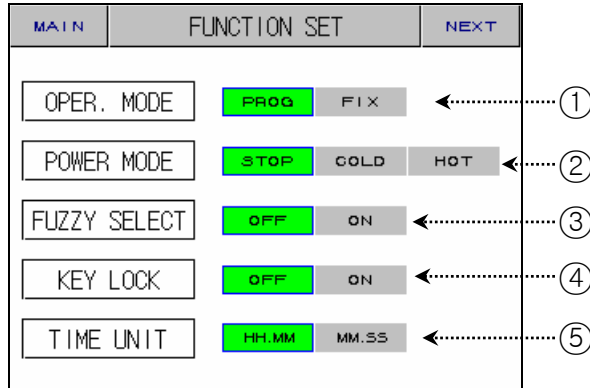 MAIN FUNCTION SET NEXT
OPER. MODE PROG FIX ①
POWER MODE STOP COLD HOT ②
FUZZY SELECT OFF ON ③
KEY LOCK OFF ON ④
TIME UNIT HH.MM MM.SS ⑤